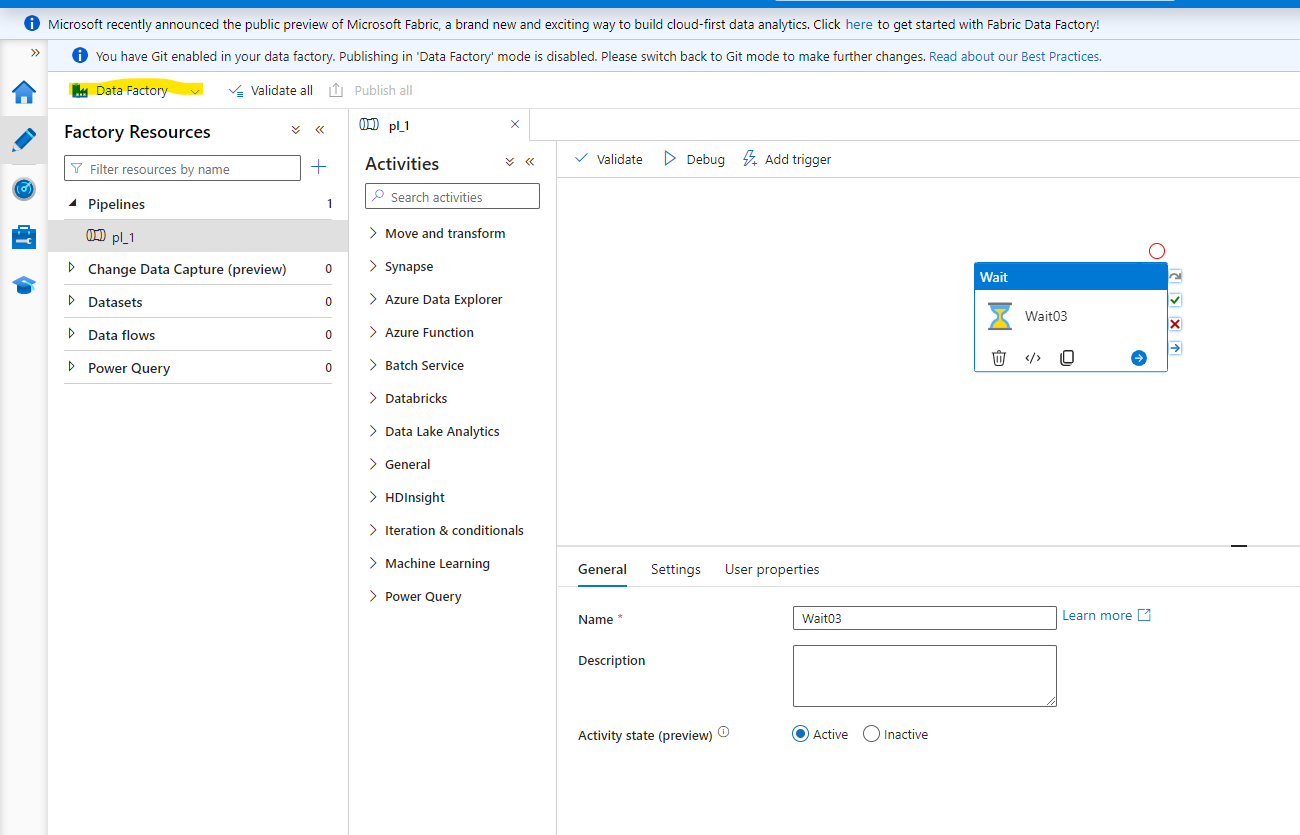 Microsoft recently announced the public preview of Microsoft Fabric, a brand new and exciting way to build cloud-first data analytics. Click here to get started with Fabric Data Factory!
You have Git enabled in your data factory. Publishing in 'Data Factory' mode is disabled. Please switch back to Git mode to make further changes. Read about our Best Practices.
Data Factory
Validate all
Publish all
Factory Resources
Filter resources by name
Pipelines 1
pl_1
Change Data Capture (preview) 0
Datasets 0
Data flows 0
Power Query 0
pl_1
Activities
Search activities
Move and transform
Synapse
Azure Data Explorer
Azure Function
Batch Service
Databricks
Data Lake Analytics
General
HDInsight
Iteration & conditionals
Machine Learning
Power Query
Validate
Debug
Add trigger
Wait
Wait03
General
Settings
User properties
Name *
Wait03
Learn more
Description
Activity state (preview)
Active
Inactive